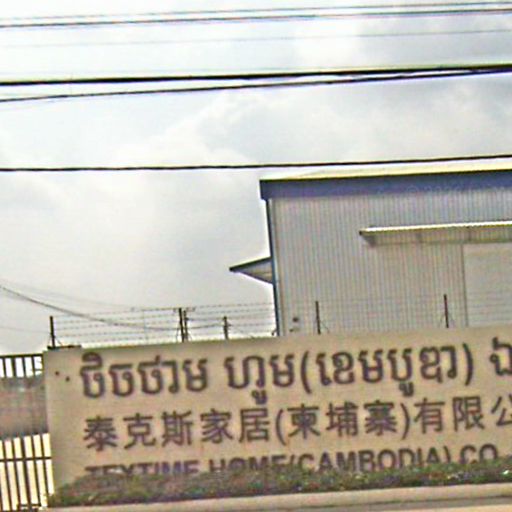 ថិចថាម ហូម(ខេមបូឌា) ឯ
泰克斯家居(柬埔寨)有限公
TEXTIME HOME(CAMBODIA) CO